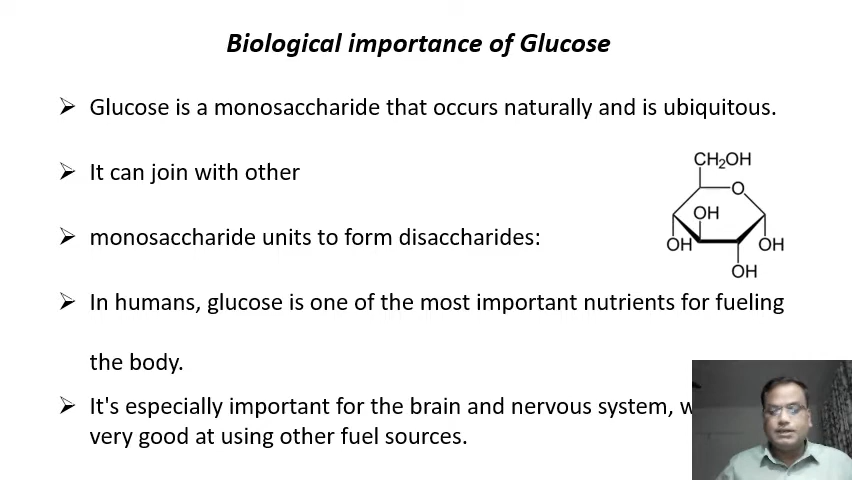 Biological importance of Glucose
➢ Glucose is a monosaccharide that occurs naturally and is ubiquitous.
➢ It can join with other
➢ monosaccharide units to form disaccharides:
CH2OH
O
OH
OH
OH
OH
➢ In humans, glucose is one of the most important nutrients for fueling
the body.
➢ It's especially important for the brain and nervous system,
very good at using other fuel sources.